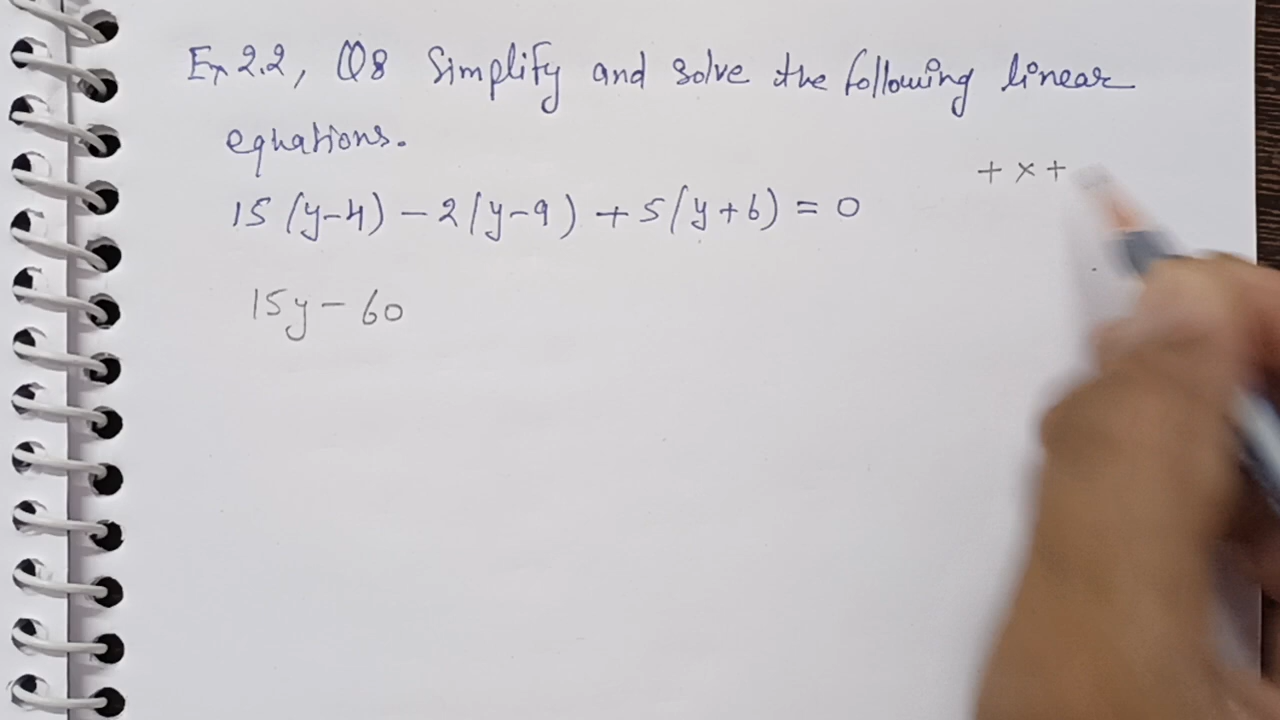 Ex 2.2, Q8 Simplify and solve the following linear
equations.
+ × +
15 (y-4) - 2(y-9) + 5(y+6) = 0
15y - 60